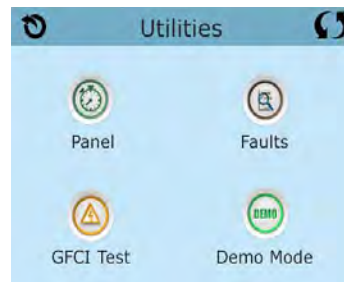 Utilities
Panel
Faults
DEMO
GFCI Test
Demo Mode